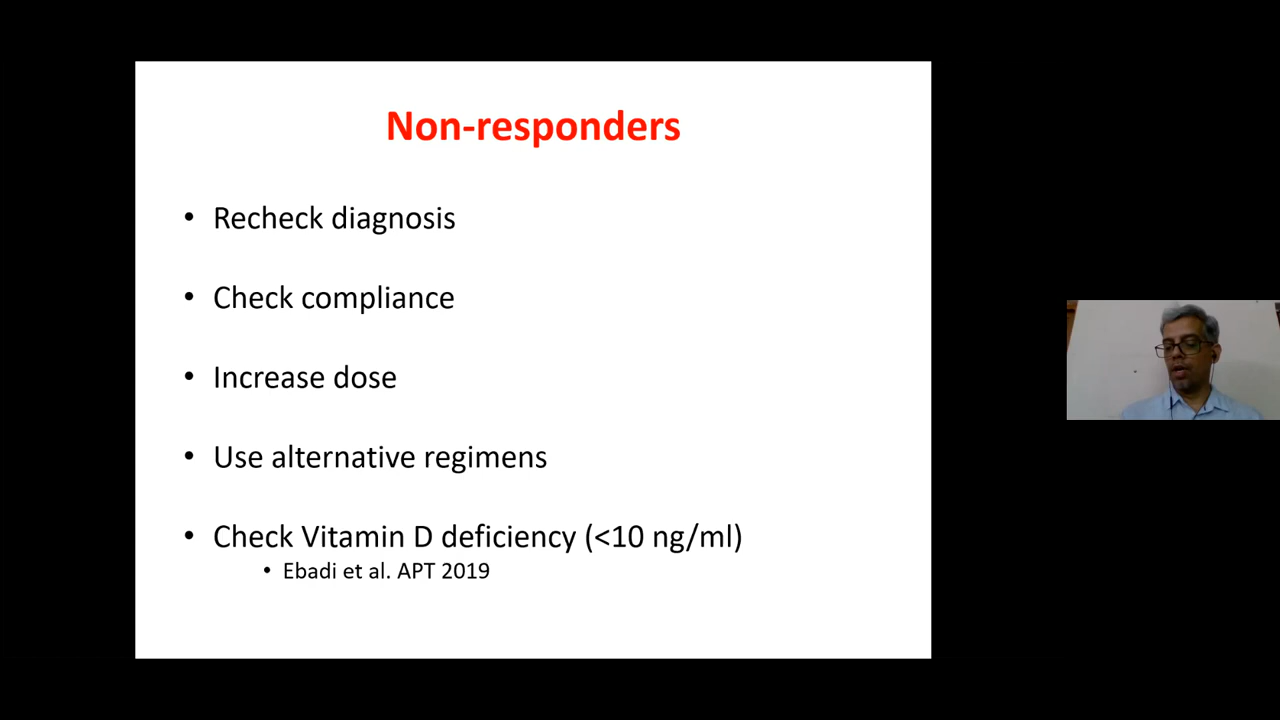 Non-responders
• Recheck diagnosis
• Check compliance
• Increase dose
• Use alternative regimens
• Check Vitamin D deficiency (<10 ng/ml)
• Ebadi et al. APT 2019